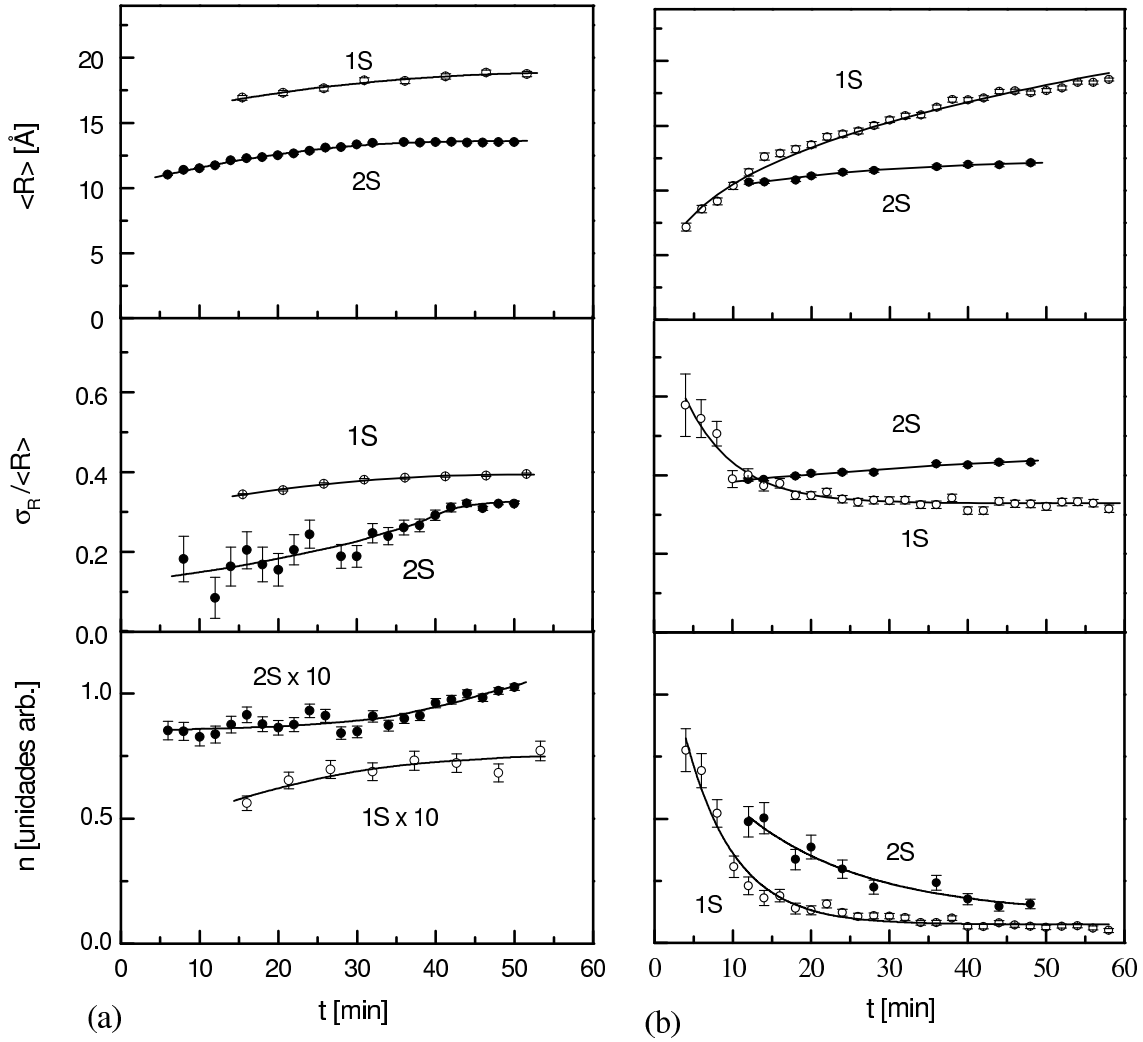 20
15
10
5
0
<R> [Å]
1S
2S
1S
2S
0.6
0.4
0.2
0.0
σR /<R>
1S
2S
2S
1S
1.0
0.5
0.0
n [unidades arb.]
2S x 10
1S x 10
2S
1S
0 10 20 30 40 50 60
0 10 20 30 40 50 60
t [min]
t [min]
(a)
(b)